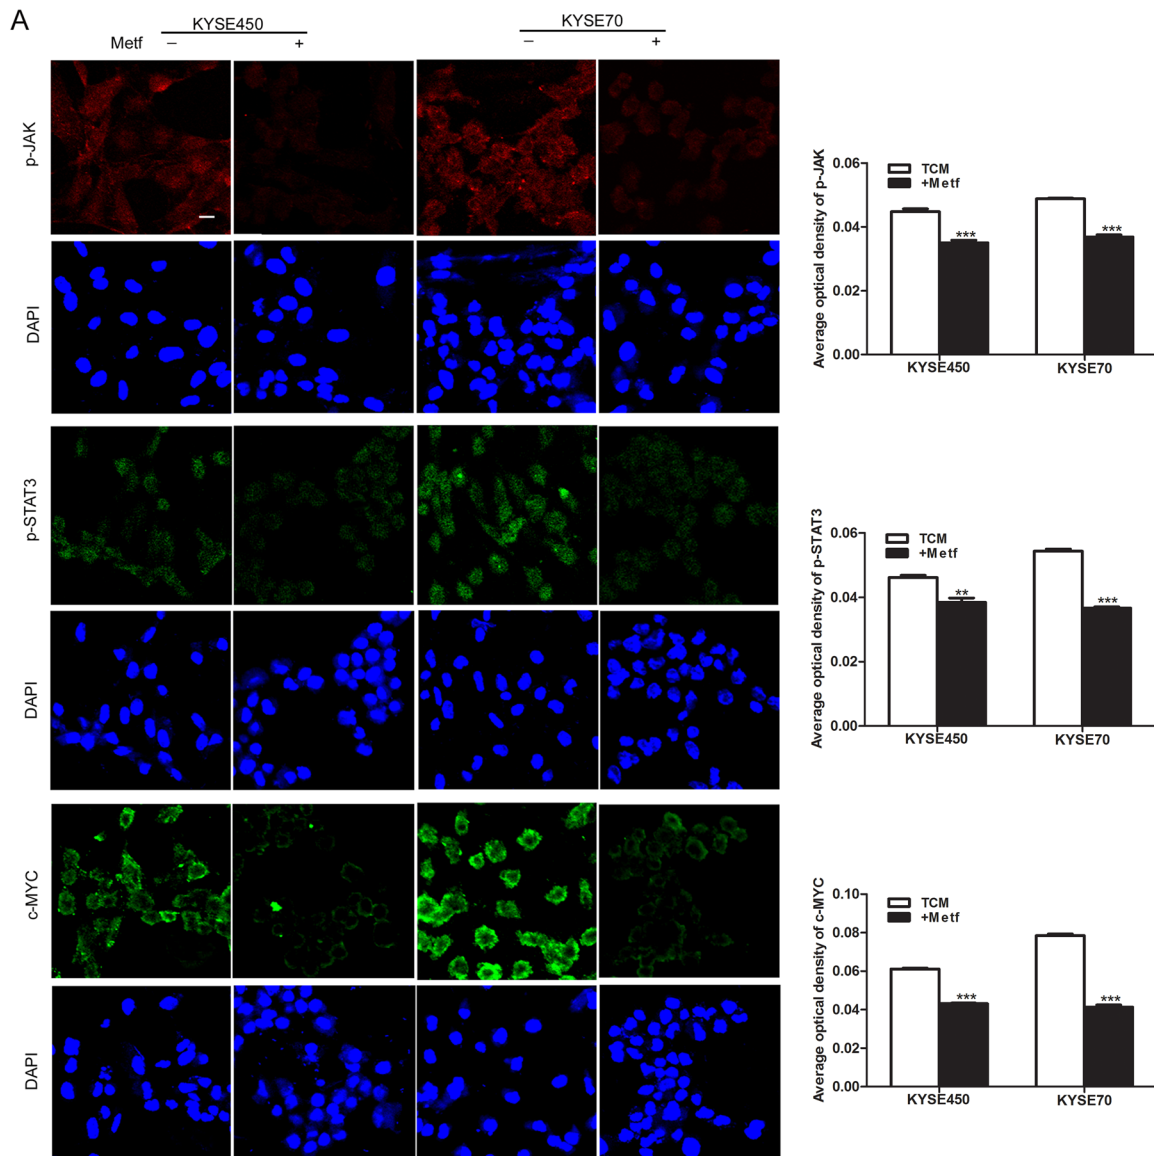 A
KYSE450
KYSE70
Metf − + − +
p-JAK
DAPI
p-STAT3
DAPI
c-MYC
DAPI
Average optical density of p-JAK
0.06
0.04
0.02
0.00
TCM
+Metf
***
***
KYSE450
KYSE70
Average optical density of p-STAT3
0.06
0.04
0.02
0.00
TCM
+Metf
**
***
KYSE450
KYSE70
Average optical density of c-MYC
0.10
0.08
0.06
0.04
0.02
0.00
TCM
+Metf
***
***
KYSE450
KYSE70